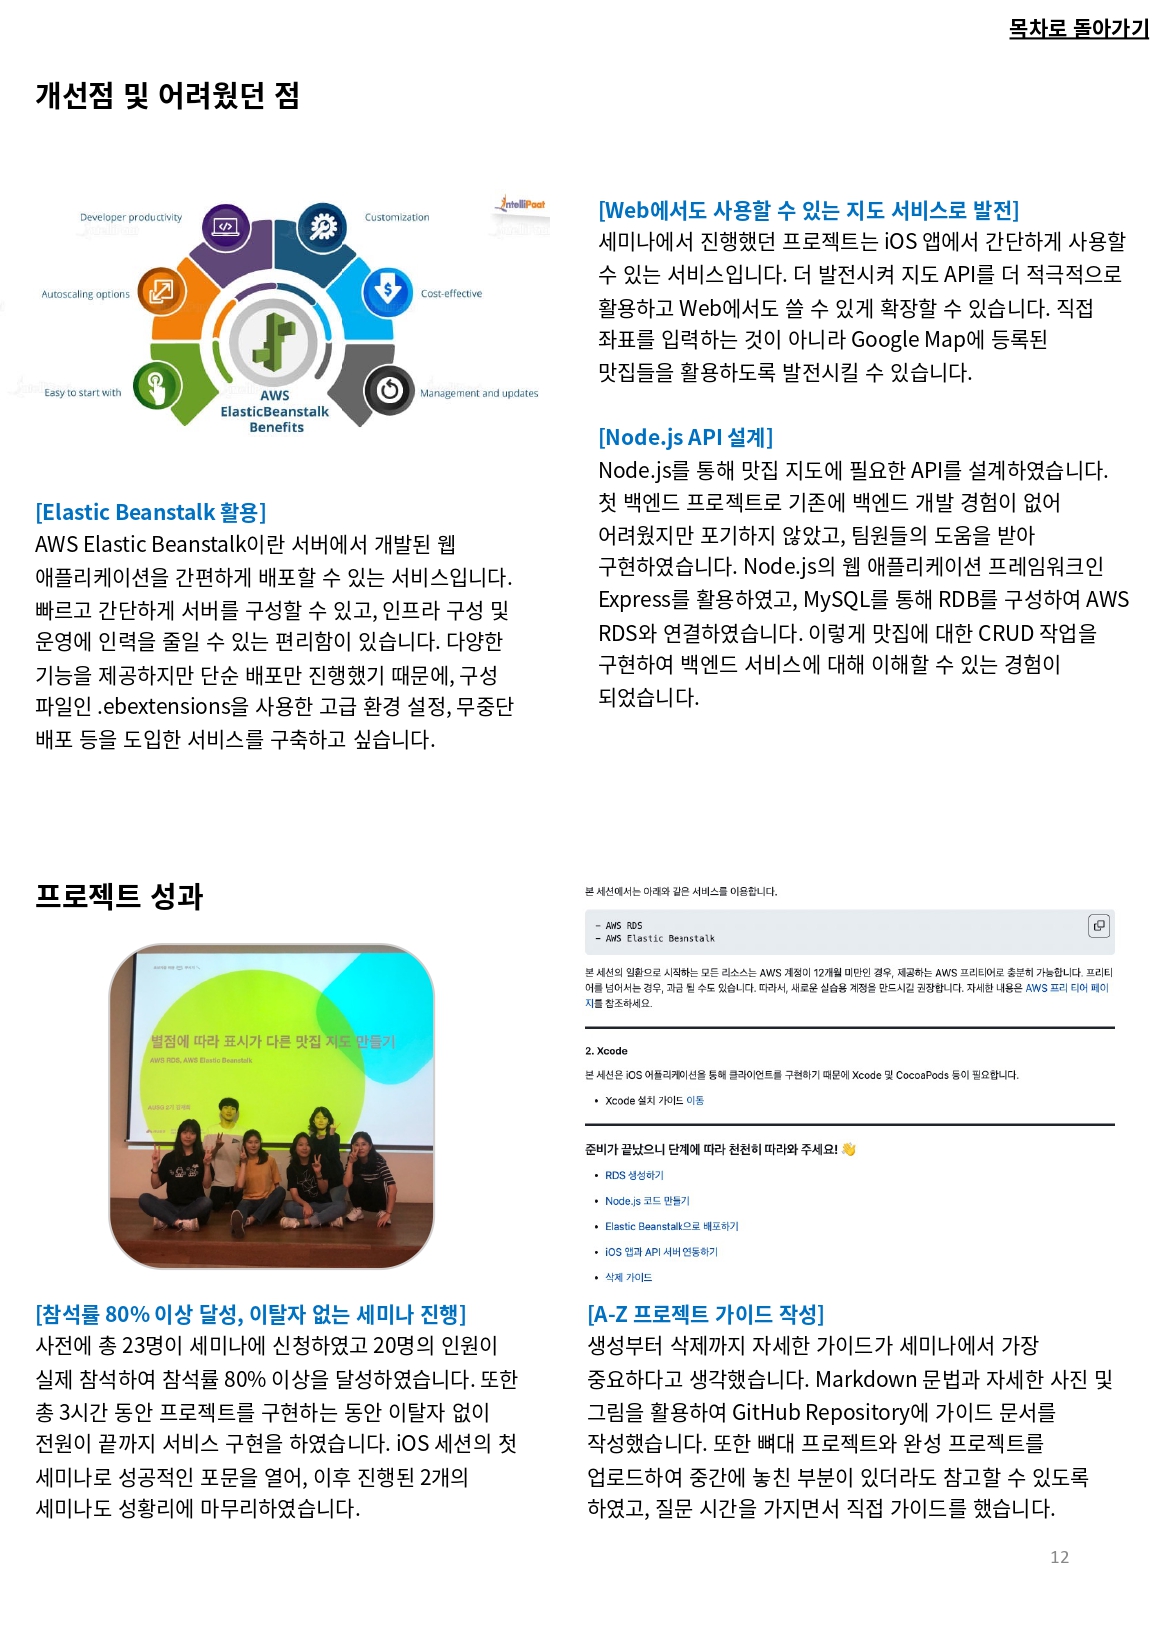 목차로 돌아가기
개선점 및 어려웠던 점
Developer productivity
Customization
IntelliPaat
Autoscaling options
Cost-effective
Easy to start with
Management and updates
AWS
ElasticBeanstalk
Benefits
[Elastic Beanstalk 활용]
AWS Elastic Beanstalk이란 서버에서 개발된 웹
애플리케이션을 간편하게 배포할 수 있는 서비스입니다.
빠르고 간단하게 서버를 구성할 수 있고, 인프라 구성 및
운영에 인력을 줄일 수 있는 편리함이 있습니다. 다양한
기능을 제공하지만 단순 배포만 진행했기 때문에, 구성
파일인 .ebextensions을 사용한 고급 환경 설정, 무중단
배포 등을 도입한 서비스를 구축하고 싶습니다.
[Web에서도 사용할 수 있는 지도 서비스로 발전]
세미나에서 진행했던 프로젝트는 iOS 앱에서 간단하게 사용할
수 있는 서비스입니다. 더 발전시켜 지도 API를 더 적극적으로
활용하고 Web에서도 쓸 수 있게 확장할 수 있습니다. 직접
좌표를 입력하는 것이 아니라 Google Map에 등록된
맛집들을 활용하도록 발전시킬 수 있습니다.
[Node.js API 설계]
Node.js를 통해 맛집 지도에 필요한 API를 설계하였습니다.
첫 백엔드 프로젝트로 기존에 백엔드 개발 경험이 없어
어려웠지만 포기하지 않았고, 팀원들의 도움을 받아
구현하였습니다. Node.js의 웹 애플리케이션 프레임워크인
Express를 활용하였고, MySQL를 통해 RDB를 구성하여 AWS
RDS와 연결하였습니다. 이렇게 맛집에 대한 CRUD 작업을
구현하여 백엔드 서비스에 대해 이해할 수 있는 경험이
되었습니다.
프로젝트 성과
별점에 따라 표시가 다른 맛집 지도 만들기
AWS RDS, AWS Elastic Beanstalk
[참석률 80% 이상 달성, 이탈자 없는 세미나 진행]
사전에 총 23명이 세미나에 신청하였고 20명의 인원이
실제 참석하여 참석률 80% 이상을 달성하였습니다. 또한
총 3시간 동안 프로젝트를 구현하는 동안 이탈자 없이
전원이 끝까지 서비스 구현을 하였습니다. iOS 세션의 첫
세미나로 성공적인 포문을 열어, 이후 진행된 2개의
세미나도 성황리에 마무리하였습니다.
본 세션에서는 아래와 같은 서비스를 이용합니다.
- AWS RDS
- AWS Elastic Beanstalk
본 세션의 일환으로 시작하는 모든 리소스는 AWS 계정이 12개월 미만인 경우, 제공하는 AWS 프리티어로 충분히 가능합니다. 프리티
어를 넘어서는 경우, 과금 될 수도 있습니다. 따라서, 새로운 실습용 계정을 만드시길 권장합니다. 자세한 내용은 AWS 프리 티어 페이
지를 참조하세요.
2. Xcode
본 세션은 iOS 어플리케이션을 통해 클라이언트를 구현하기 때문에 Xcode 및 CocoaPods 등이 필요합니다.
• Xcode 설치 가이드 이동
준비가 끝났으니 단계에 따라 천천히 따라와 주세요! 👋
• RDS 생성하기
• Node.js 코드 만들기
• Elastic Beanstalk으로 배포하기
• iOS 앱과 API 서버 연동하기
• 삭제 가이드
[A-Z 프로젝트 가이드 작성]
생성부터 삭제까지 자세한 가이드가 세미나에서 가장
중요하다고 생각했습니다. Markdown 문법과 자세한 사진 및
그림을 활용하여 GitHub Repository에 가이드 문서를
작성했습니다. 또한 뼈대 프로젝트와 완성 프로젝트를
업로드하여 중간에 놓친 부분이 있더라도 참고할 수 있도록
하였고, 질문 시간을 가지면서 직접 가이드를 했습니다.
12